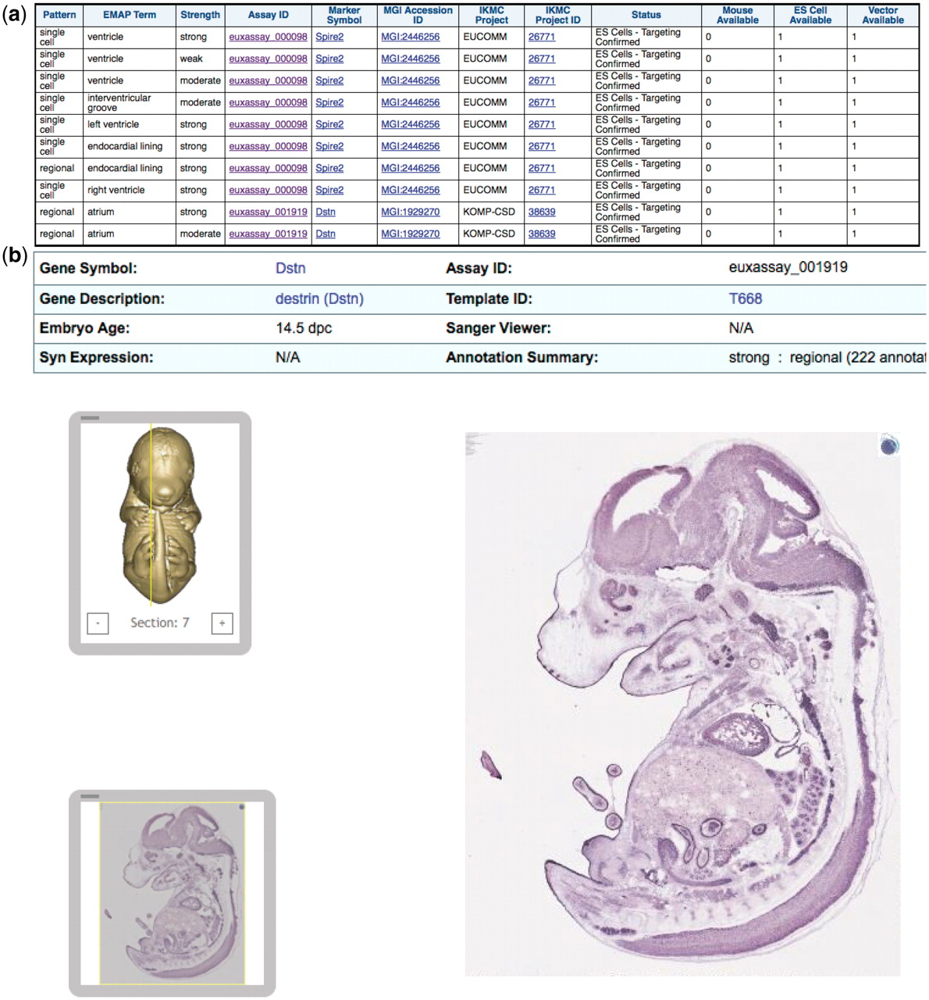 (a)
Pattern EMAP Term Strength Assay ID Marker Symbol MGI Accession ID IKMC Project IKMC Project ID Status Mouse Available ES Cell Available Vector Available
single cell ventricle strong euxassay_000098 Spire2 MGI:2446256 EUCOMM 26771 ES Cells - Targeting Confirmed 0 1 1
single cell ventricle weak euxassay_000098 Spire2 MGI:2446256 EUCOMM 26771 ES Cells - Targeting Confirmed 0 1 1
single cell ventricle moderate euxassay_000098 Spire2 MGI:2446256 EUCOMM 26771 ES Cells - Targeting Confirmed 0 1 1
single cell interventricular groove moderate euxassay_000098 Spire2 MGI:2446256 EUCOMM 26771 ES Cells - Targeting Confirmed 0 1 1
single cell left ventricle strong euxassay_000098 Spire2 MGI:2446256 EUCOMM 26771 ES Cells - Targeting Confirmed 0 1 1
single cell endocardial lining strong euxassay_000098 Spire2 MGI:2446256 EUCOMM 26771 ES Cells - Targeting Confirmed 0 1 1
regional endocardial lining strong euxassay_000098 Spire2 MGI:2446256 EUCOMM 26771 ES Cells - Targeting Confirmed 0 1 1
single cell right ventricle strong euxassay_000098 Spire2 MGI:2446256 EUCOMM 26771 ES Cells - Targeting Confirmed 0 1 1
regional atrium strong euxassay_001919 Dstn MGI:1929270 KOMP-CSD 38639 ES Cells - Targeting Confirmed 0 1 1
regional atrium moderate euxassay_001919 Dstn MGI:1929270 KOMP-CSD 38639 ES Cells - Targeting Confirmed 0 1 1
(b)
Gene Symbol: Dstn Assay ID: euxassay_001919
Gene Description: destrin (Dstn) Template ID: T668
Embryo Age: 14.5 dpc Sanger Viewer: N/A
Syn Expression: N/A Annotation Summary: strong : regional (222 annotat
- Section: 7 +